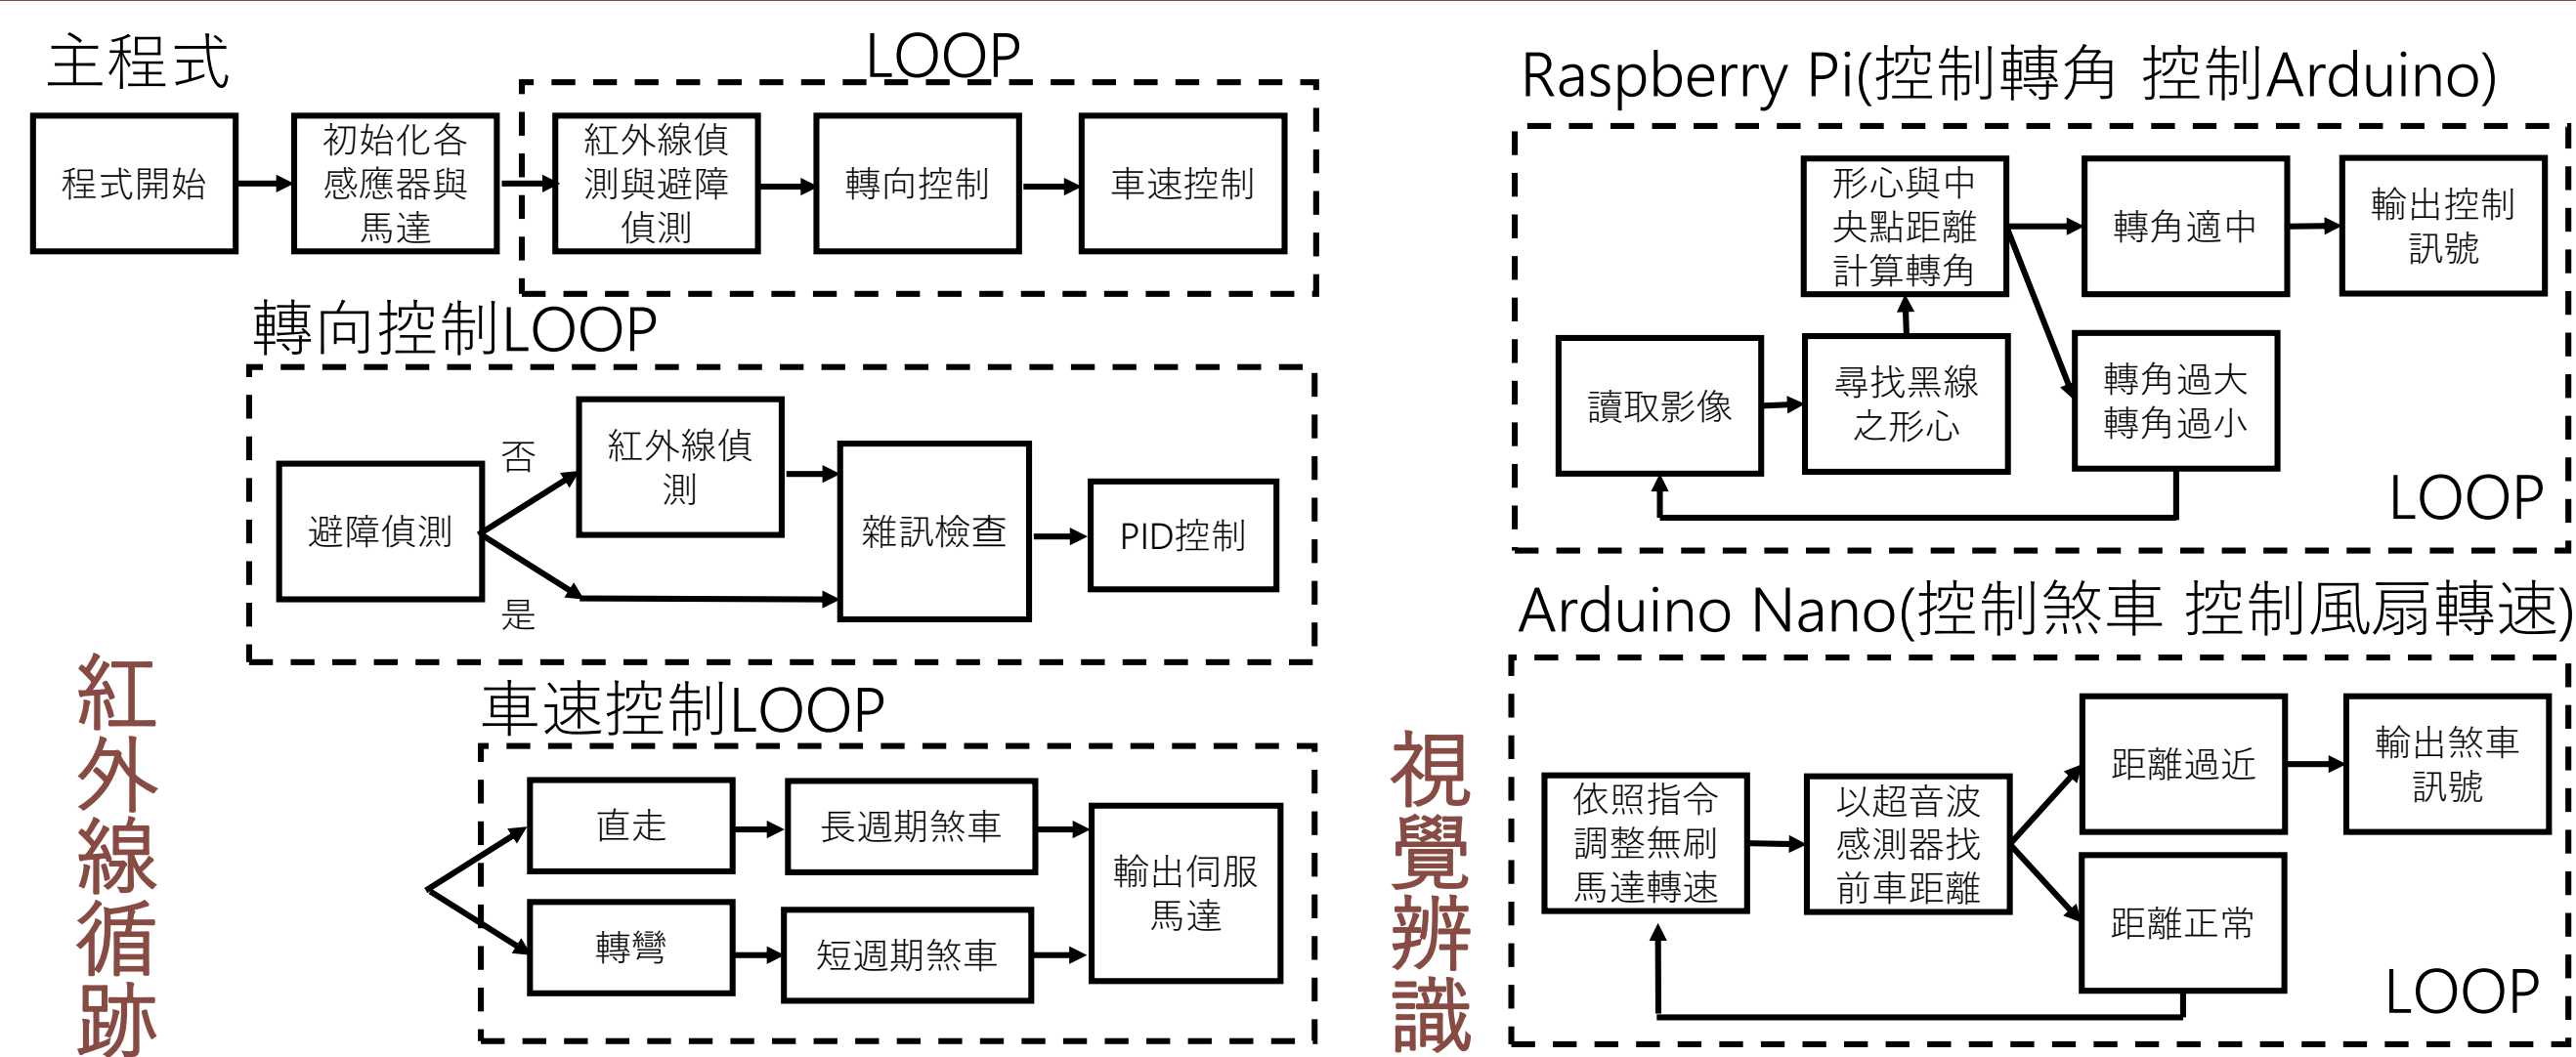 主程式
LOOP
程式開始
初始化各
感應器與
馬達
紅外線偵
測與避障
偵測
轉向控制
車速控制
轉向控制LOOP
避障偵測
否
是
紅外線偵
測
雜訊檢查
PID控制
車速控制LOOP
直走
長週期煞車
轉彎
短週期煞車
輸出伺服
馬達
紅外線循跡
Raspberry Pi(控制轉角 控制Arduino)
讀取影像
尋找黑線
之形心
形心與中
央點距離
計算轉角
轉角適中
輸出控制
訊號
轉角過大
轉角過小
LOOP
Arduino Nano(控制煞車 控制風扇轉速)
依照指令
調整無刷
馬達轉速
以超音波
感測器找
前車距離
距離過近
輸出煞車
訊號
距離正常
LOOP
視覺辨識